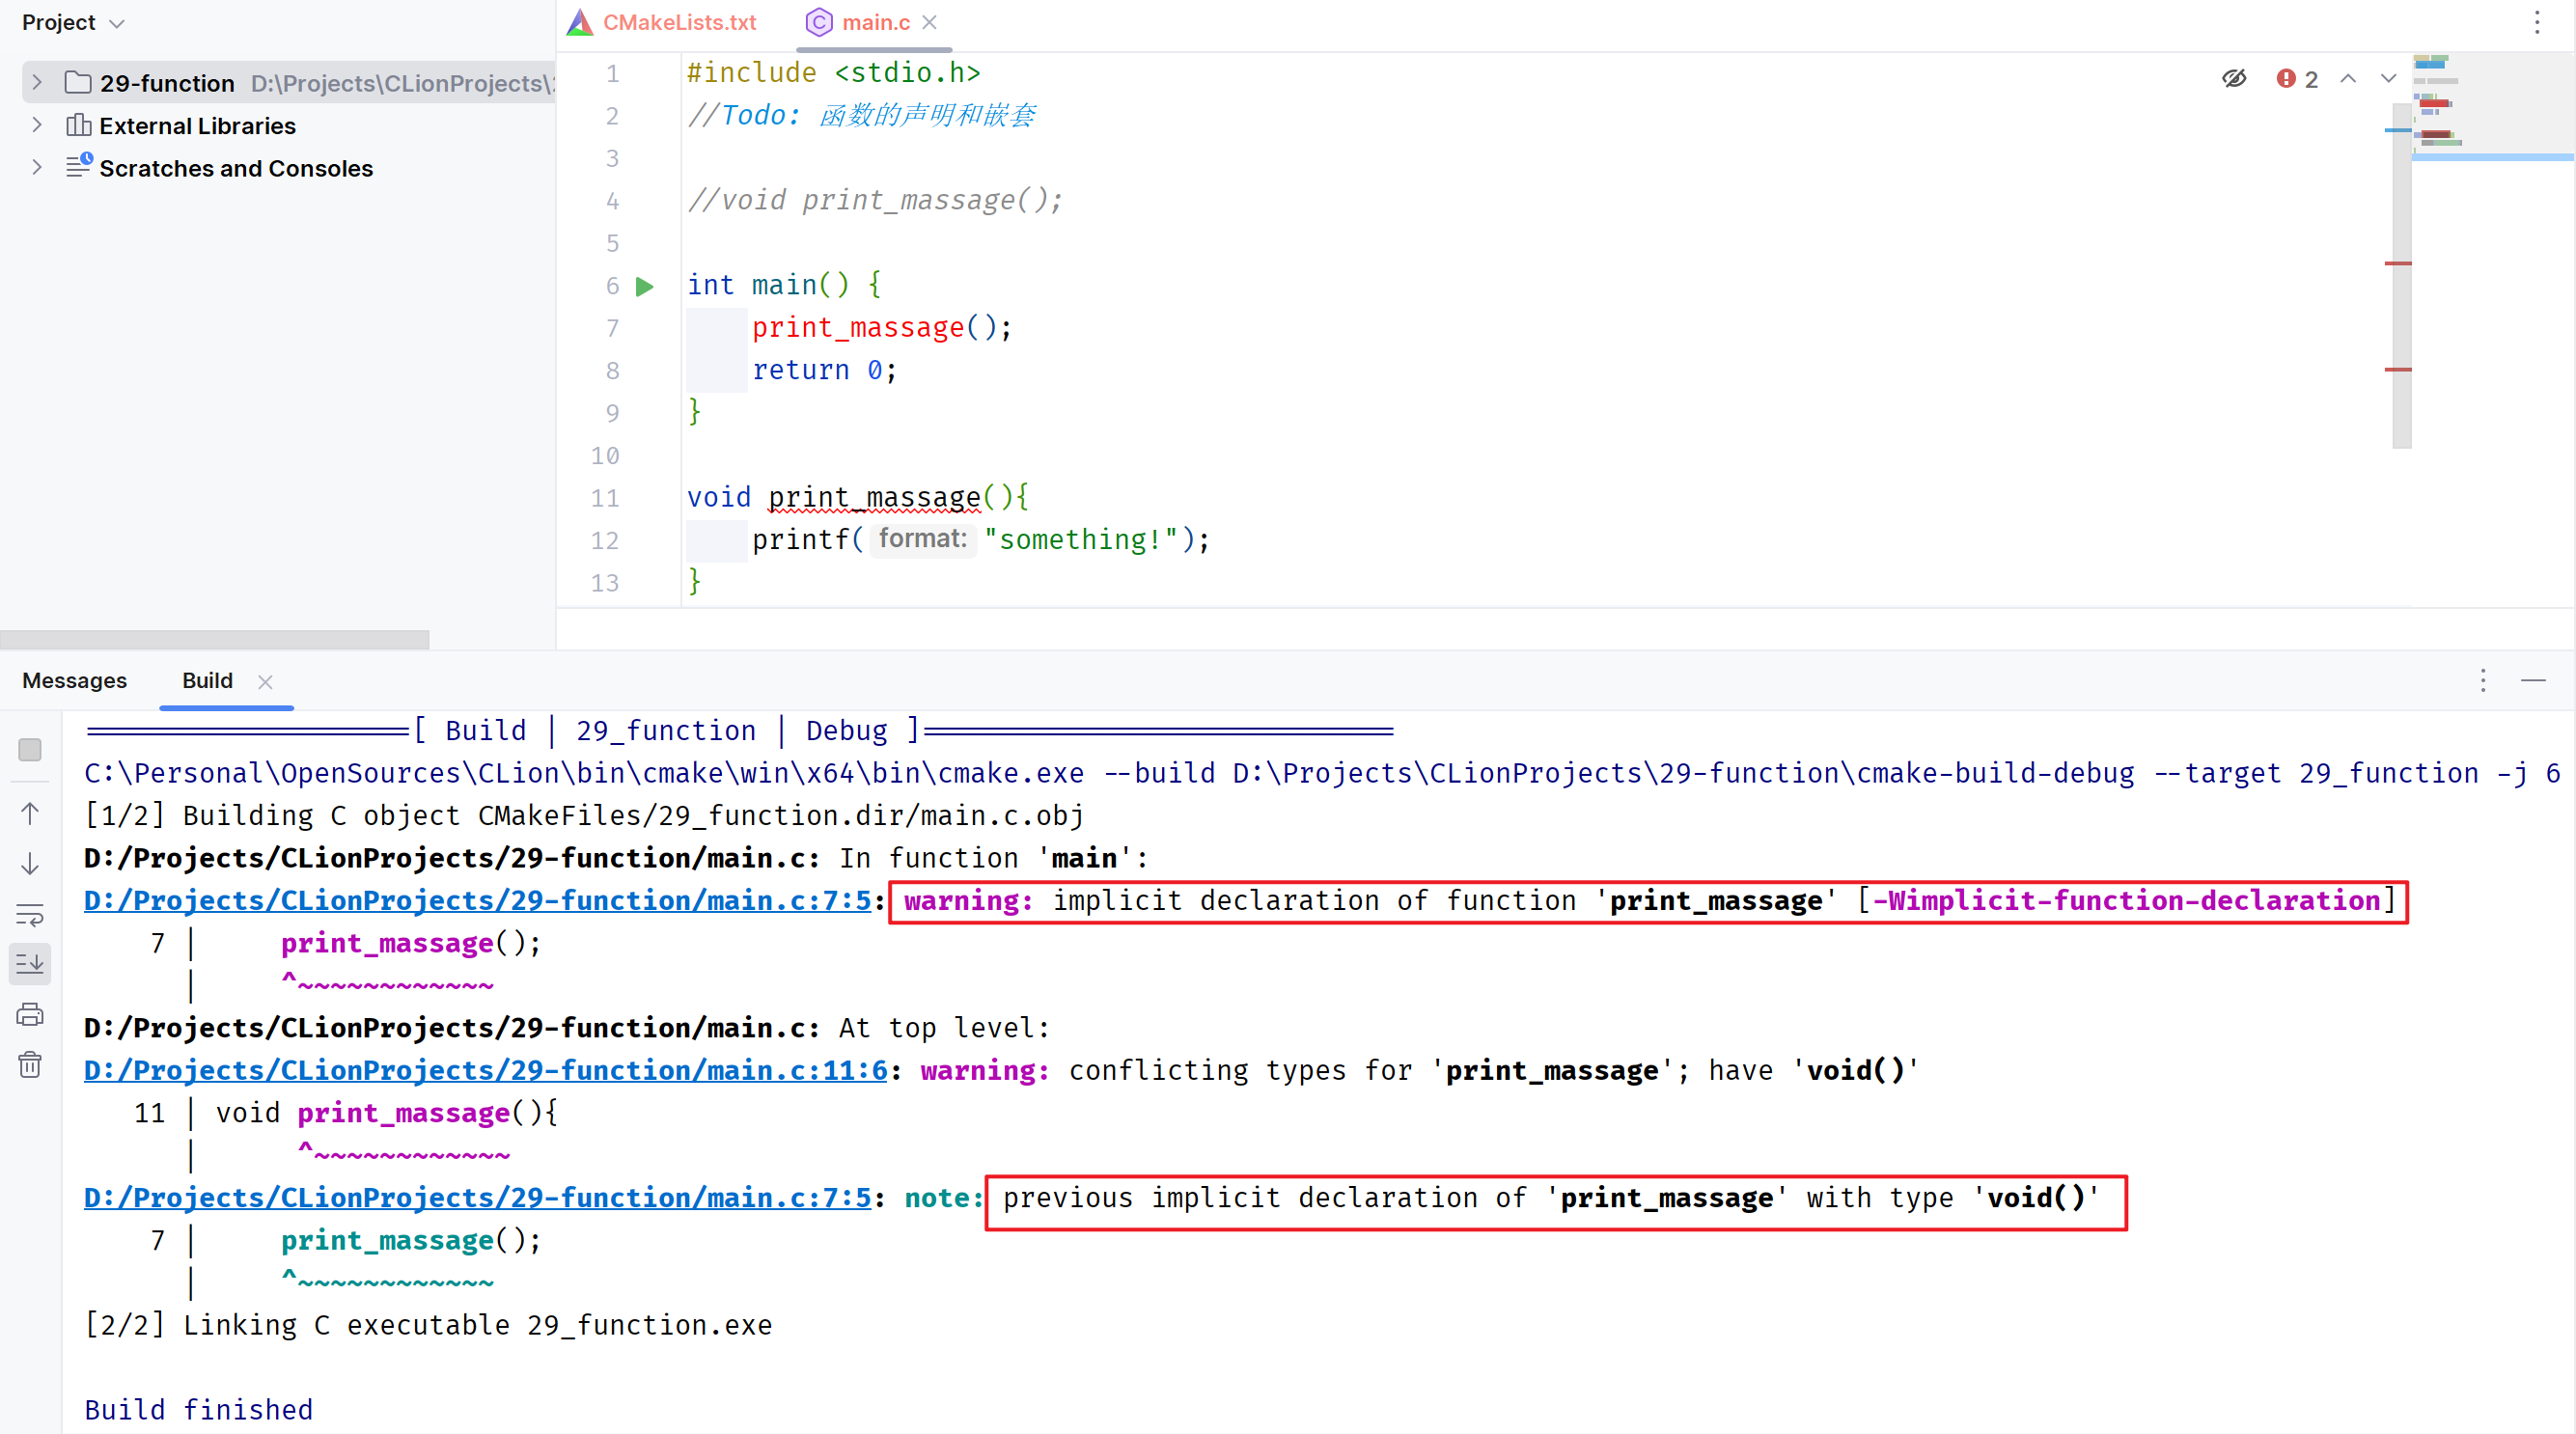 Project
CMakeLists.txt
main.c
29-function D:\Projects\CLionProjects\
External Libraries
Scratches and Consoles
2
1 #include <stdio.h>
2 //Todo: 函数的声明和嵌套
3
4 //void print_massage();
5
6 int main() {
7 print_massage();
8 return 0;
9 }
10
11 void print_massage(){
12 printf( format: "something!");
13 }
Messages
Build
====================[ Build | 29_function | Debug ]=============================
C:\Personal\OpenSources\CLion\bin\cmake\win\x64\bin\cmake.exe --build D:\Projects\CLionProjects\29-function\cmake-build-debug --target 29_function -j 6
[1/2] Building C object CMakeFiles/29_function.dir/main.c.obj
D:/Projects/CLionProjects/29-function/main.c: In function 'main':
D:/Projects/CLionProjects/29-function/main.c:7:5: warning: implicit declaration of function 'print_massage' [-Wimplicit-function-declaration]
7 | print_massage();
| ^~~~~~~~~~~~~
D:/Projects/CLionProjects/29-function/main.c: At top level:
D:/Projects/CLionProjects/29-function/main.c:11:6: warning: conflicting types for 'print_massage'; have 'void()'
11 | void print_massage(){
| ^~~~~~~~~~~~~
D:/Projects/CLionProjects/29-function/main.c:7:5: note: previous implicit declaration of 'print_massage' with type 'void()'
7 | print_massage();
| ^~~~~~~~~~~~~
[2/2] Linking C executable 29_function.exe
Build finished